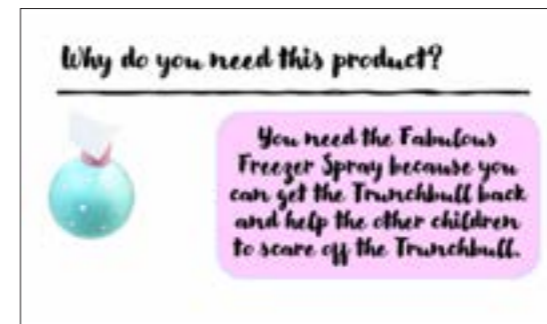 Why do you need this product?
You need the Fabulous
Freezer Spray because you
can get the Trunchbull back
and help the other children
to scare off the Trunchbull.